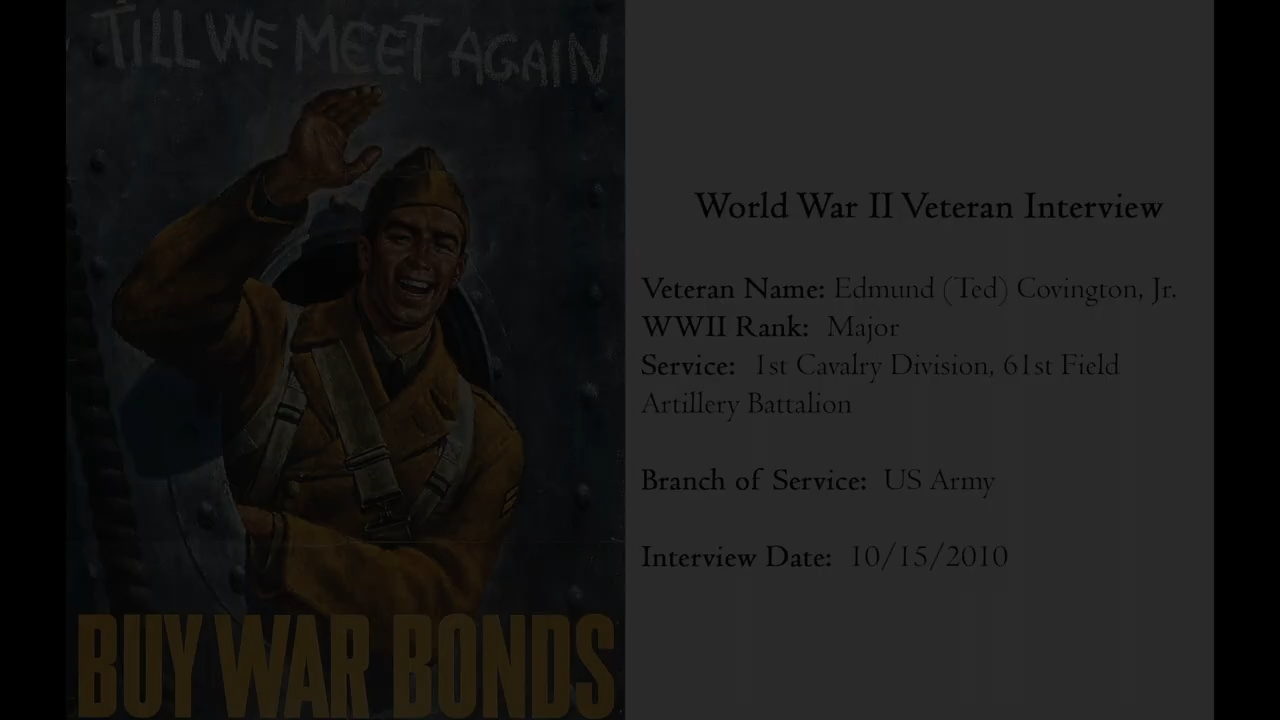 TILL WE MEET AGAIN
BUY WAR BONDS
World War II Veteran Interview
Veteran Name: Edmund (Ted) Covington, Jr.
WWII Rank: Major
Service: 1st Cavalry Division, 61st Field
Artillery Battalion
Branch of Service: US Army
Interview Date: 10/15/2010